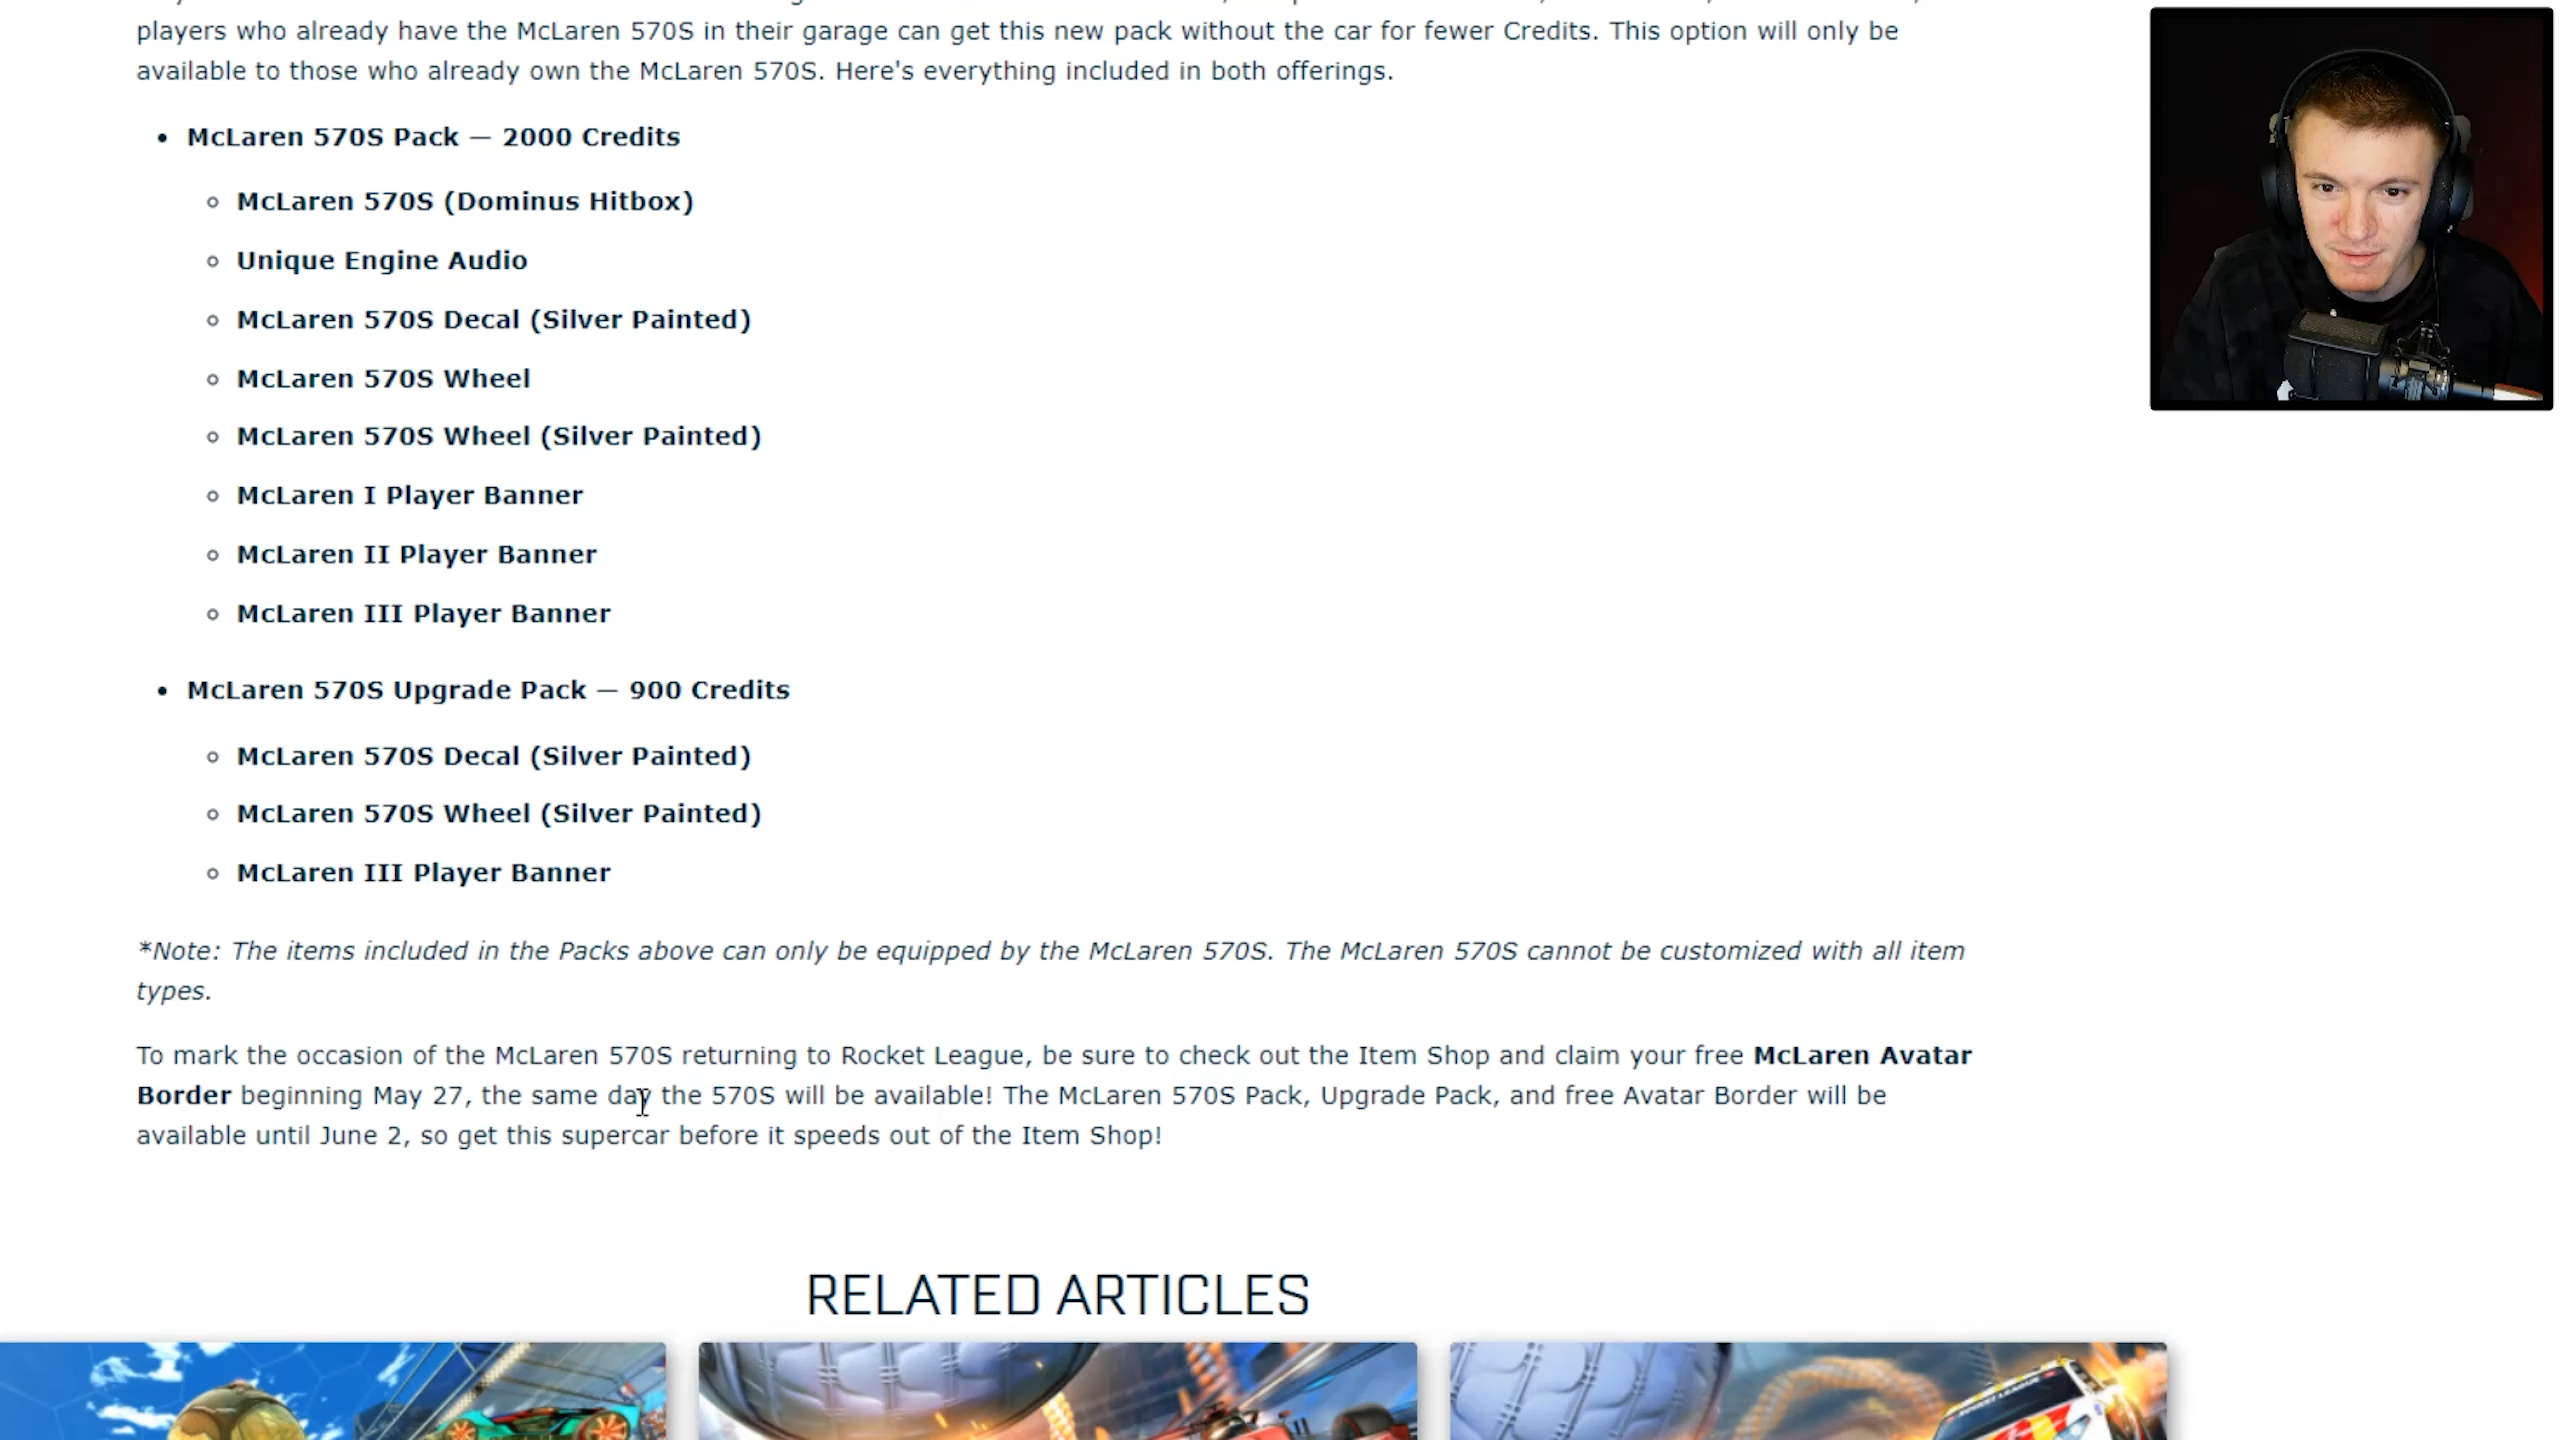 players who already have the McLaren 570S in their garage can get this new pack without the car for fewer Credits. This option will only be
available to those who already own the McLaren 570S. Here's everything included in both offerings.
• McLaren 570S Pack — 2000 Credits
McLaren 570S (Dominus Hitbox)
Unique Engine Audio
McLaren 570S Decal (Silver Painted)
McLaren 570S Wheel
McLaren 570S Wheel (Silver Painted)
McLaren I Player Banner
McLaren II Player Banner
McLaren III Player Banner
• McLaren 570S Upgrade Pack — 900 Credits
McLaren 570S Decal (Silver Painted)
McLaren 570S Wheel (Silver Painted)
McLaren III Player Banner
*Note: The items included in the Packs above can only be equipped by the McLaren 570S. The McLaren 570S cannot be customized with all item
types.
To mark the occasion of the McLaren 570S returning to Rocket League, be sure to check out the Item Shop and claim your free McLaren Avatar
Border beginning May 27, the same day the 570S will be available! The McLaren 570S Pack, Upgrade Pack, and free Avatar Border will be
available until June 2, so get this supercar before it speeds out of the Item Shop!
RELATED ARTICLES